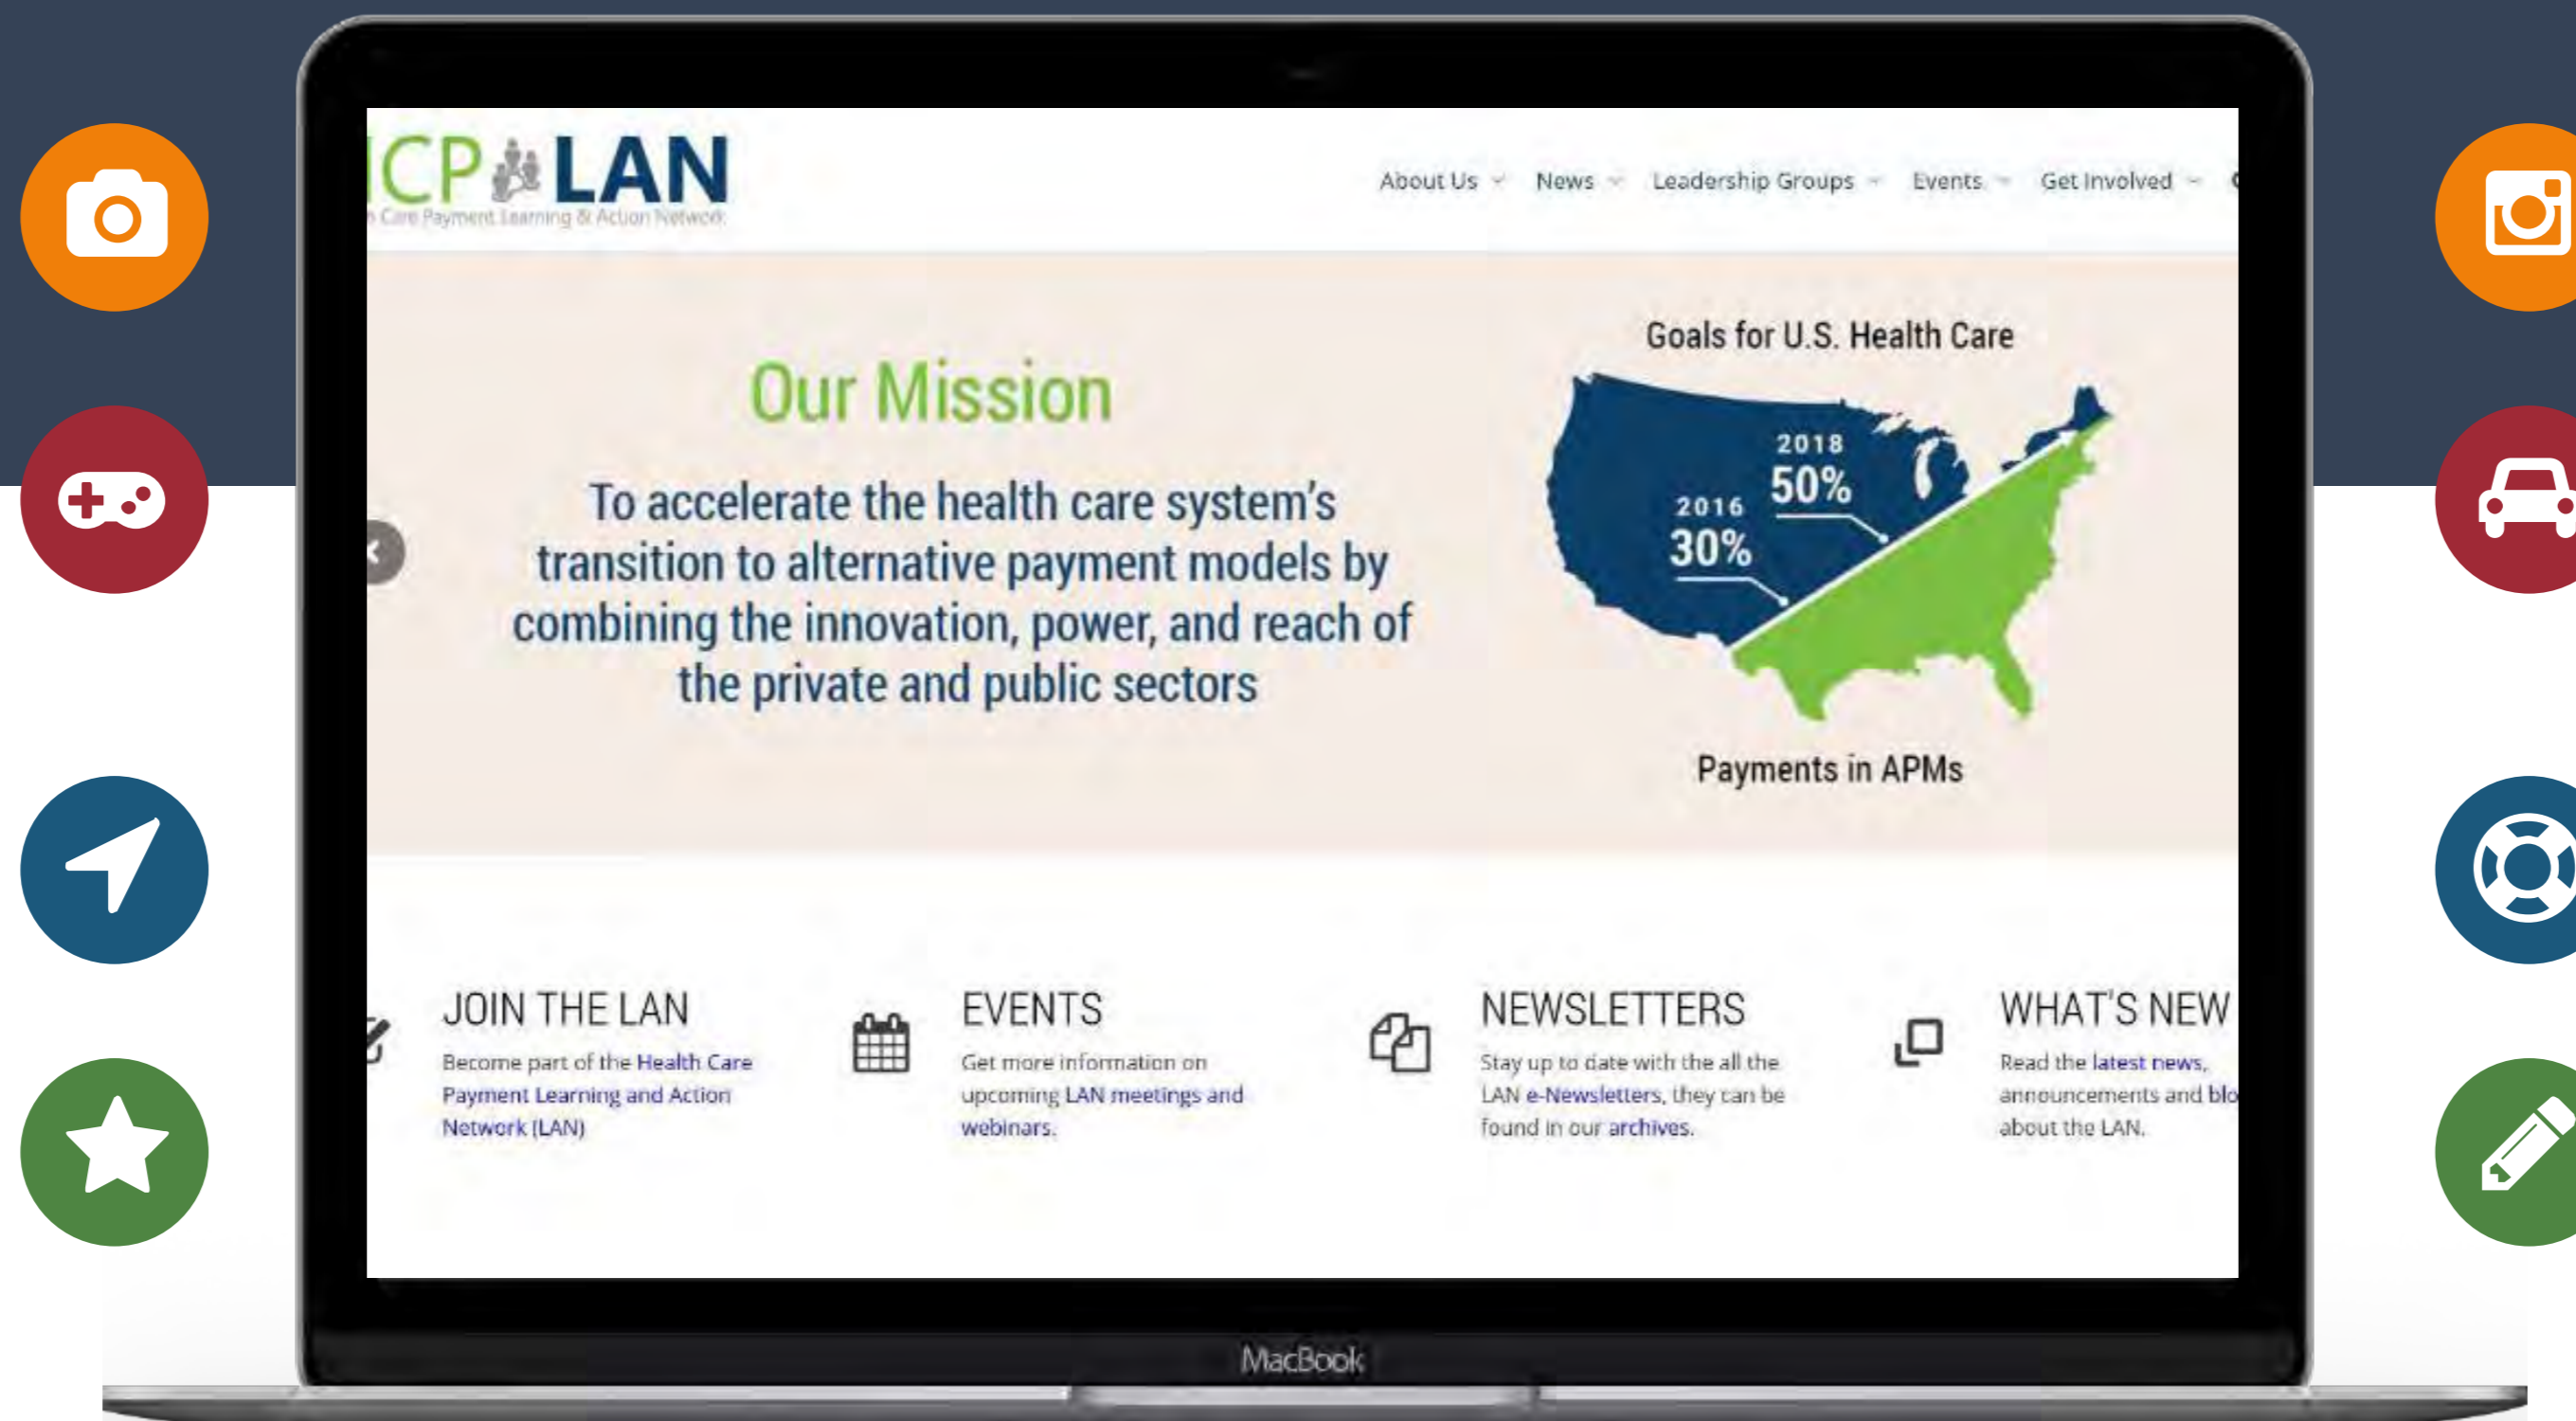 CP LAN
Care Payment Learning & Action Network
About Us News Leadership Groups Events Get Involved
Our Mission
To accelerate the health care system's
transition to alternative payment models by
combining the innovation, power, and reach of
the private and public sectors
Goals for U.S. Health Care
2018
50%
2016
30%
Payments in APMs
JOIN THE LAN
Become part of the Health Care
Payment Learning and Action
Network (LAN)
EVENTS
Get more information on
upcoming LAN meetings and
webinars.
NEWSLETTERS
Stay up to date with the all the
LAN e-Newsletters, they can be
found in our archives.
WHAT'S NEW
Read the latest news,
announcements and blo
about the LAN.
MacBook